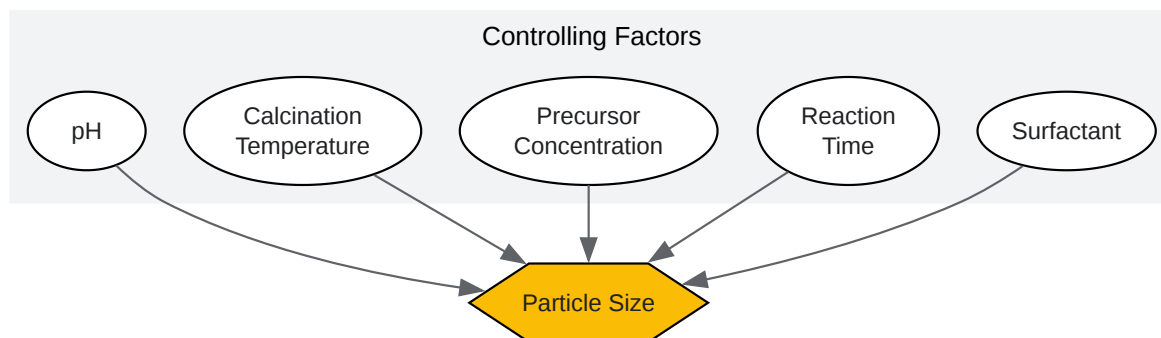 Controlling Factors
pH
Calcination
Temperature
Precursor
Concentration
Reaction
Time
Surfactant
Particle Size